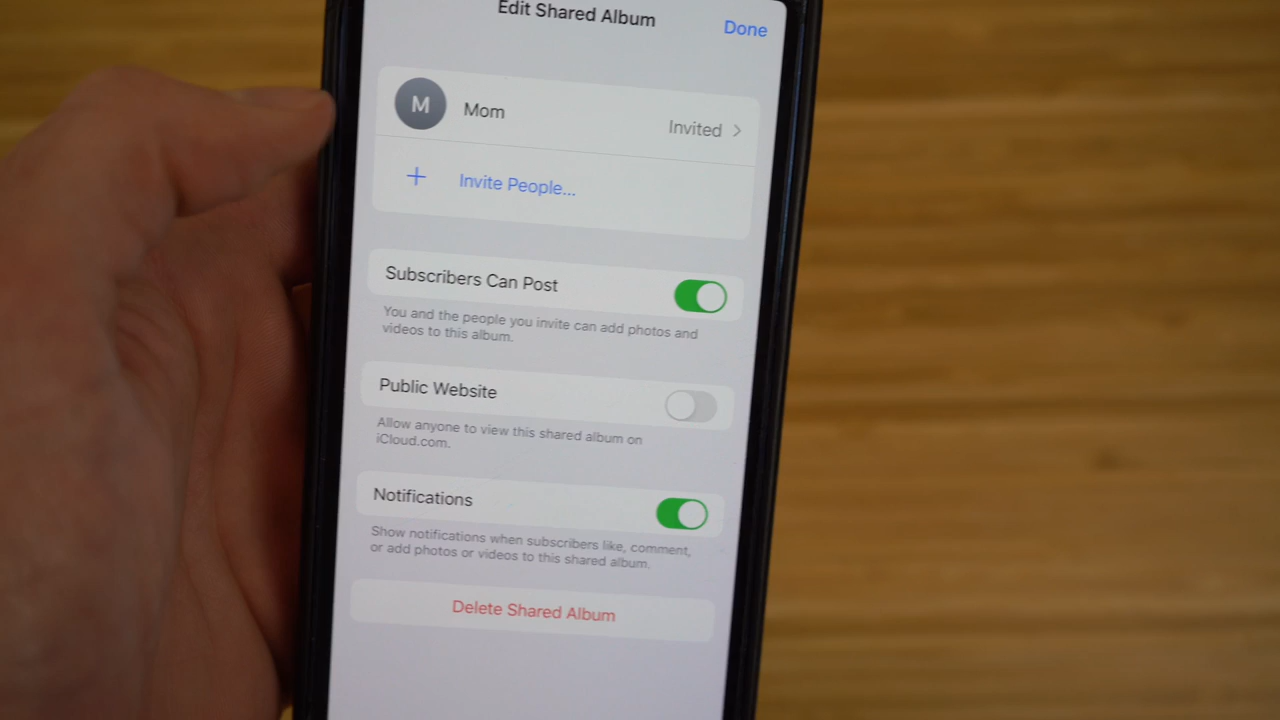 Edit Shared Album
Done
M
Mom
Invited
Invite People...
Subscribers Can Post
You and the people you invite can add photos and
videos to this album.
Public Website
Allow anyone to view this shared album on
iCloud.com.
Notifications
Show notifications when subscribers like, comment,
or add photos or videos to this shared album.
Delete Shared Album